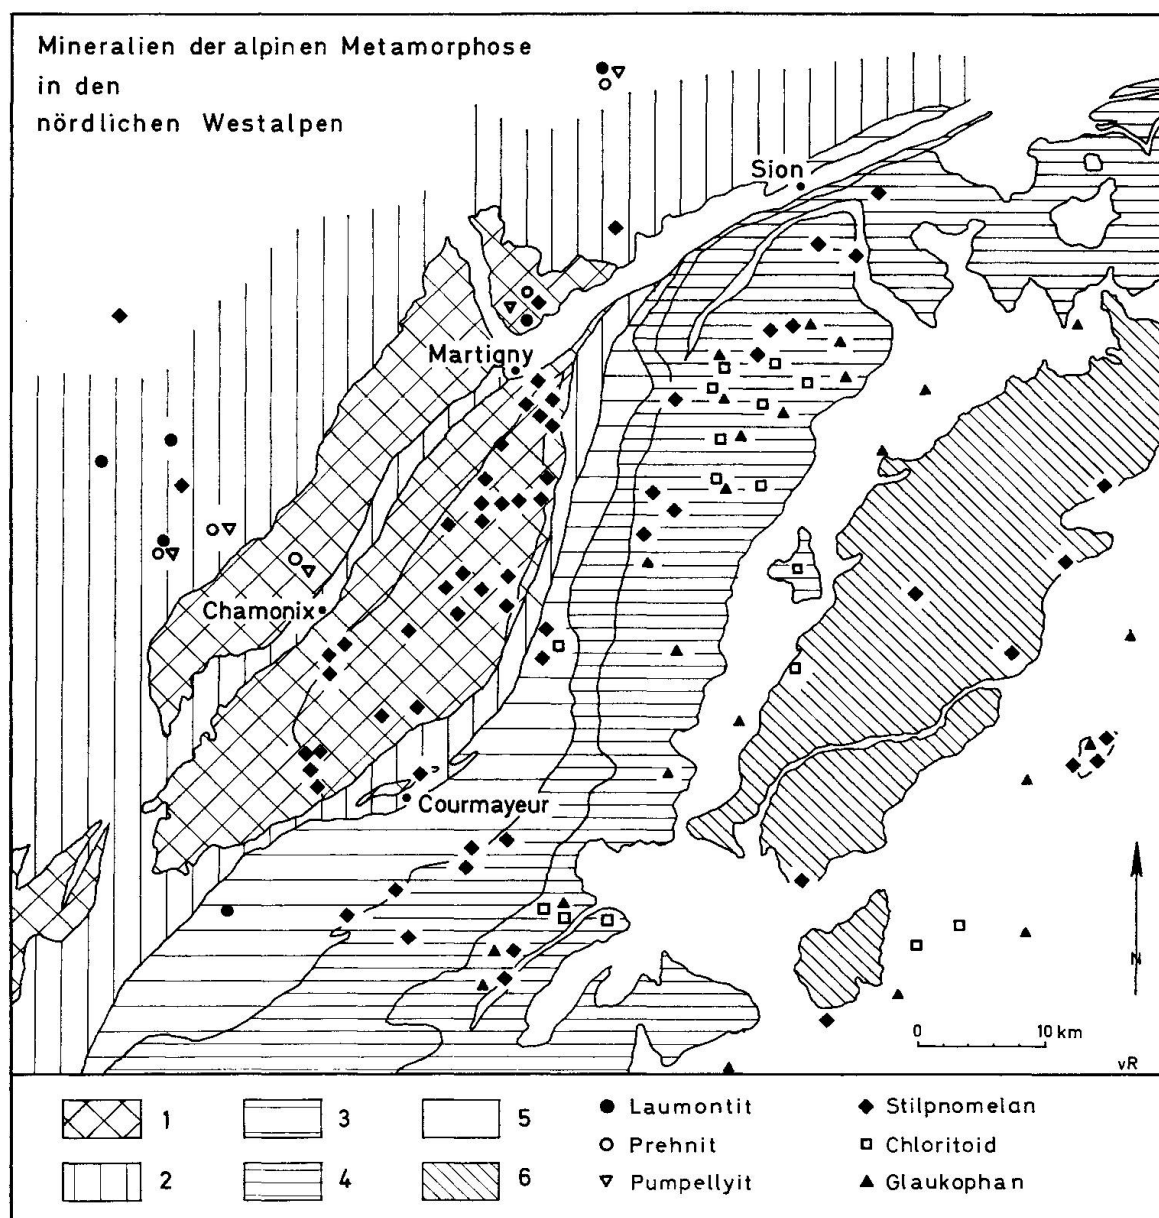 Mineralien der alpinen Metamorphose
in den
nördlichen Westalpen
Sion
Martigny
Chamonix
Courmayeur
N
0 10 km
vR
1 3 5 Laumontit Stilpnomelan
Prehnit Chloritoid
2 4 6 Pumpellyit Glaukophan